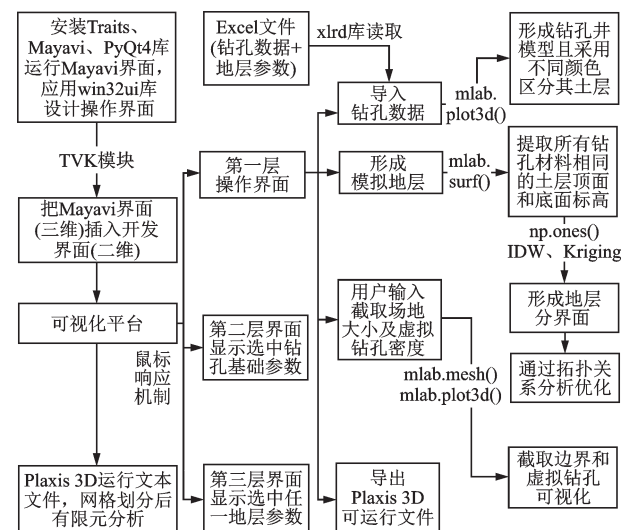 安装Traits、
Mayavi、PyQt4库
运行Mayavi界面，
应用win32ui库
设计操作界面
TVK模块
把Mayavi界面
(三维)插入开发
界面(二维)
可视化平台
鼠标
响应
机制
Plaxis 3D运行文本
文件，网格划分后
有限元分析
Excel文件
(钻孔数据+
地层参数)
xlrd库读取
第一层
操作界面
第二层界面
显示选中钻
孔基础参数
第三层界面
显示选中任
一地层参数
导入
钻孔数据
mlab.
plot3d()
形成钻孔井
模型且采用
不同颜色
区分其土层
形成
模拟地层
mlab.
surf()
提取所有钻
孔材料相同
的土层顶面
和底面标高
np.ones()
IDW、Kriging
形成地层
分界面
通过拓扑关
系分析优化
用户输入
截取场地
大小及虚拟
钻孔密度
mlab.mesh()
mlab.plot3d()
截取边界和
虚拟钻孔
可视化
导出
Plaxis 3D
可运行文件